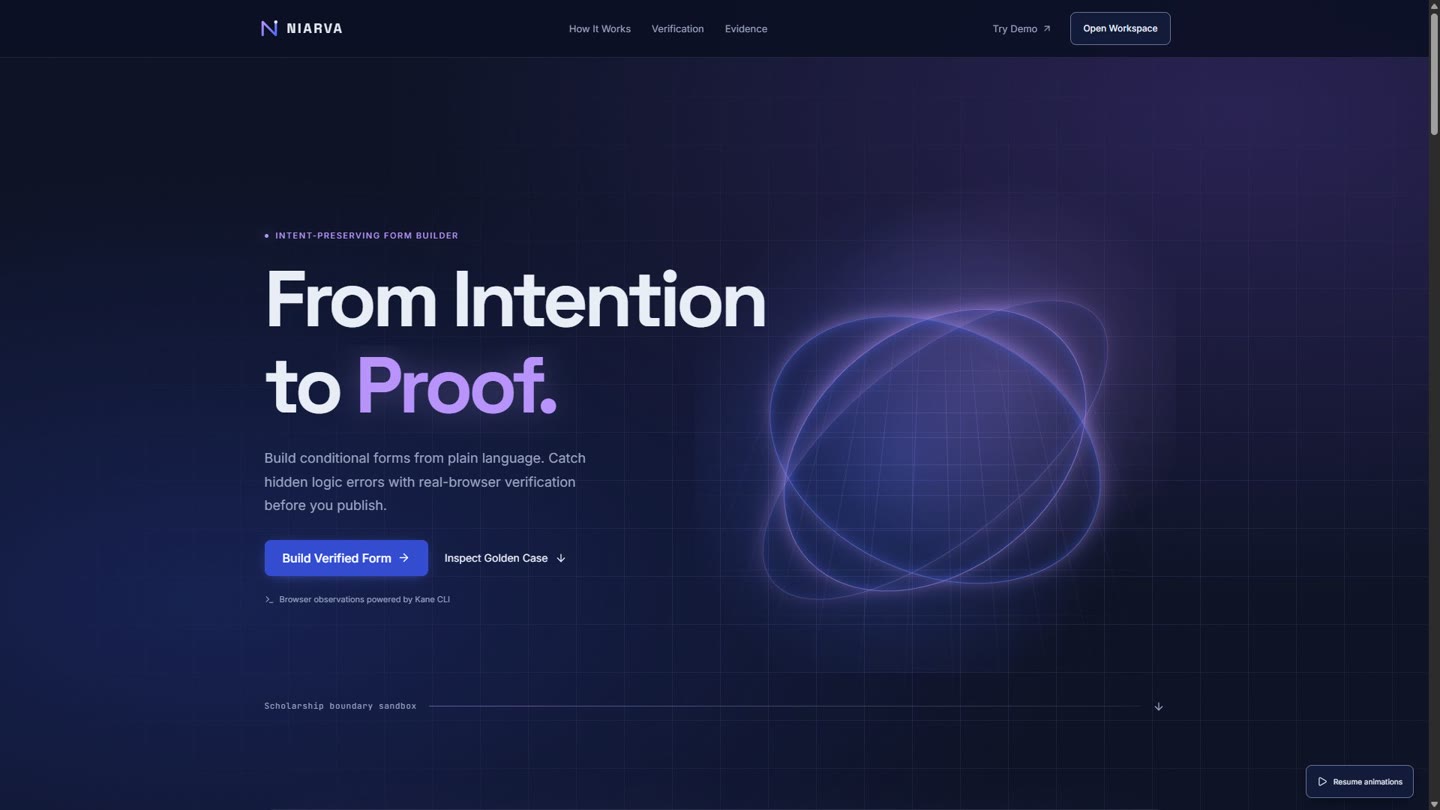 NIARVA
How It Works
Verification
Evidence
Try Demo
Open Workspace
INTENT-PRESERVING FORM BUILDER
From Intention
to Proof.
Build conditional forms from plain language. Catch
hidden logic errors with real-browser verification
before you publish.
Build Verified Form
Inspect Golden Case
Browser observations powered by Kane CLI
Scholarship boundary sandbox
Resume animations